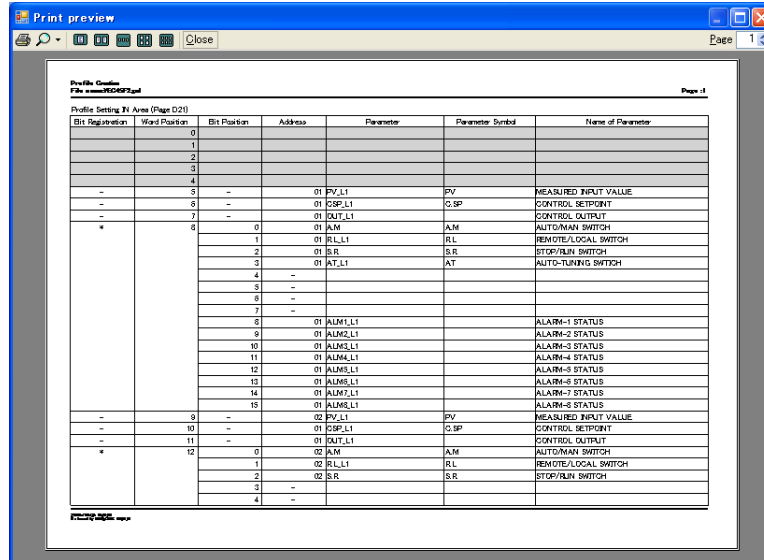 Print preview
Close Page 1
Profile Creation
Page :1
Profile Setting IN Area (Page D21)
Bit Registration Word Position Bit Position Address Parameter Parameter Symbol Name of Parameter
0
1
2
3
4
– 5 – 01 PV_L1 PV MEASURED INPUT VALUE
– 6 – 01 CSP_L1 C.SP CONTROL SETPOINT
– 7 – 01 OUT_L1 CONTROL OUTPUT
* 8 0 01 A.M A.M AUTO/MAN SWITCH
1 01 R.L_L1 R.L REMOTE/LOCAL SWITCH
2 01 S.R S.R STOP/RUN SWITCH
3 01 AT_L1 AT AUTO-TUNING SWITCH
4 –
5 –
6 –
7 –
8 01 ALM1_L1 ALARM-1 STATUS
9 01 ALM2_L1 ALARM-2 STATUS
10 01 ALM3_L1 ALARM-3 STATUS
11 01 ALM4_L1 ALARM-4 STATUS
12 01 ALM5_L1 ALARM-5 STATUS
13 01 ALM6_L1 ALARM-6 STATUS
14 01 ALM7_L1 ALARM-7 STATUS
15 01 ALM8_L1 ALARM-8 STATUS
– 9 – 02 PV_L1 PV MEASURED INPUT VALUE
– 10 – 01 CSP_L1 C.SP CONTROL SETPOINT
– 11 – 01 OUT_L1 CONTROL OUTPUT
* 12 0 02 A.M A.M AUTO/MAN SWITCH
1 02 R.L_L1 R.L REMOTE/LOCAL SWITCH
2 02 S.R S.R STOP/RUN SWITCH
3 –
4 –